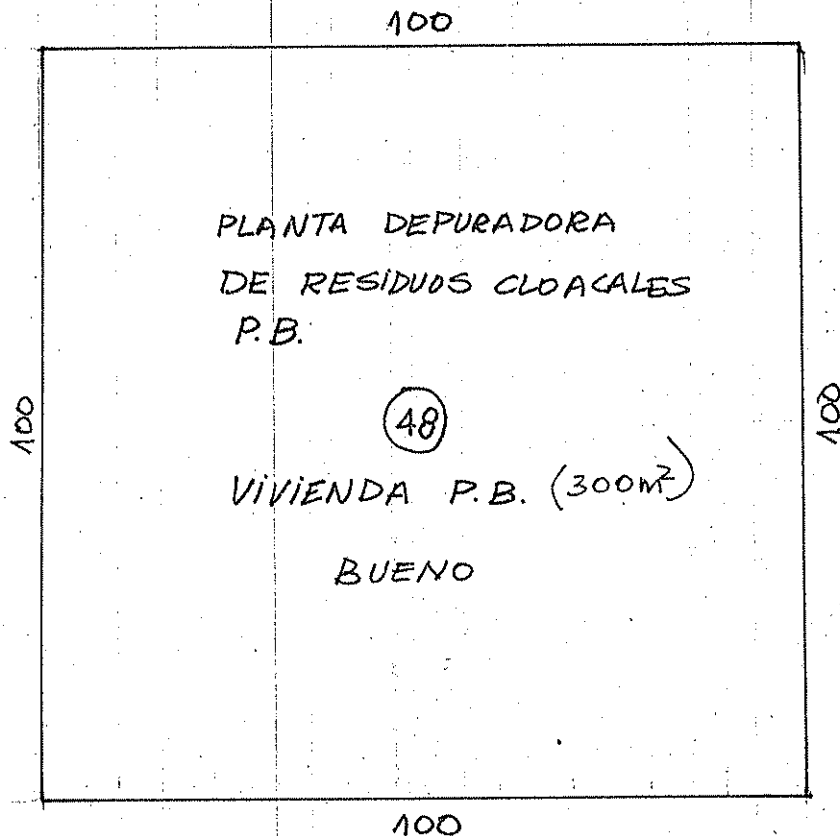 100
PLANTA DEPURADORA
DE RESIDUOS CLOACALES
P.B.
100
100
48
VIVIENDA P.B. (300m²)
BUENO
100